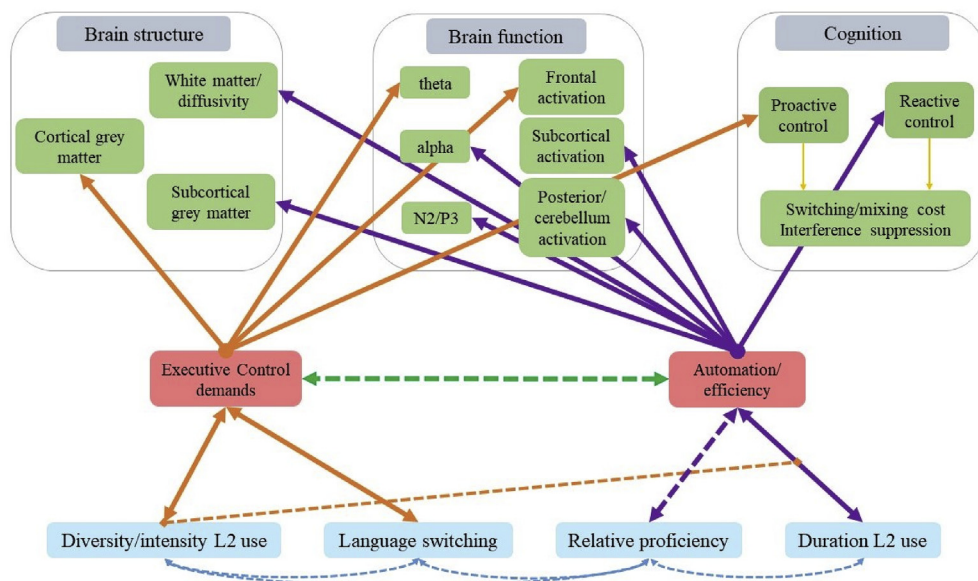 Brain structure
Brain function
Cognition
White matter/
diffusivity
Cortical grey
matter
Subcortical
grey matter
theta
alpha
N2/P3
Frontal
activation
Subcortical
activation
Posterior/
cerebellum
activation
Proactive
control
Reactive
control
Switching/mixing cost
Interference suppression
Executive Control
demands
Automation/
efficiency
Diversity/intensity L2 use
Language switching
Relative proficiency
Duration L2 use